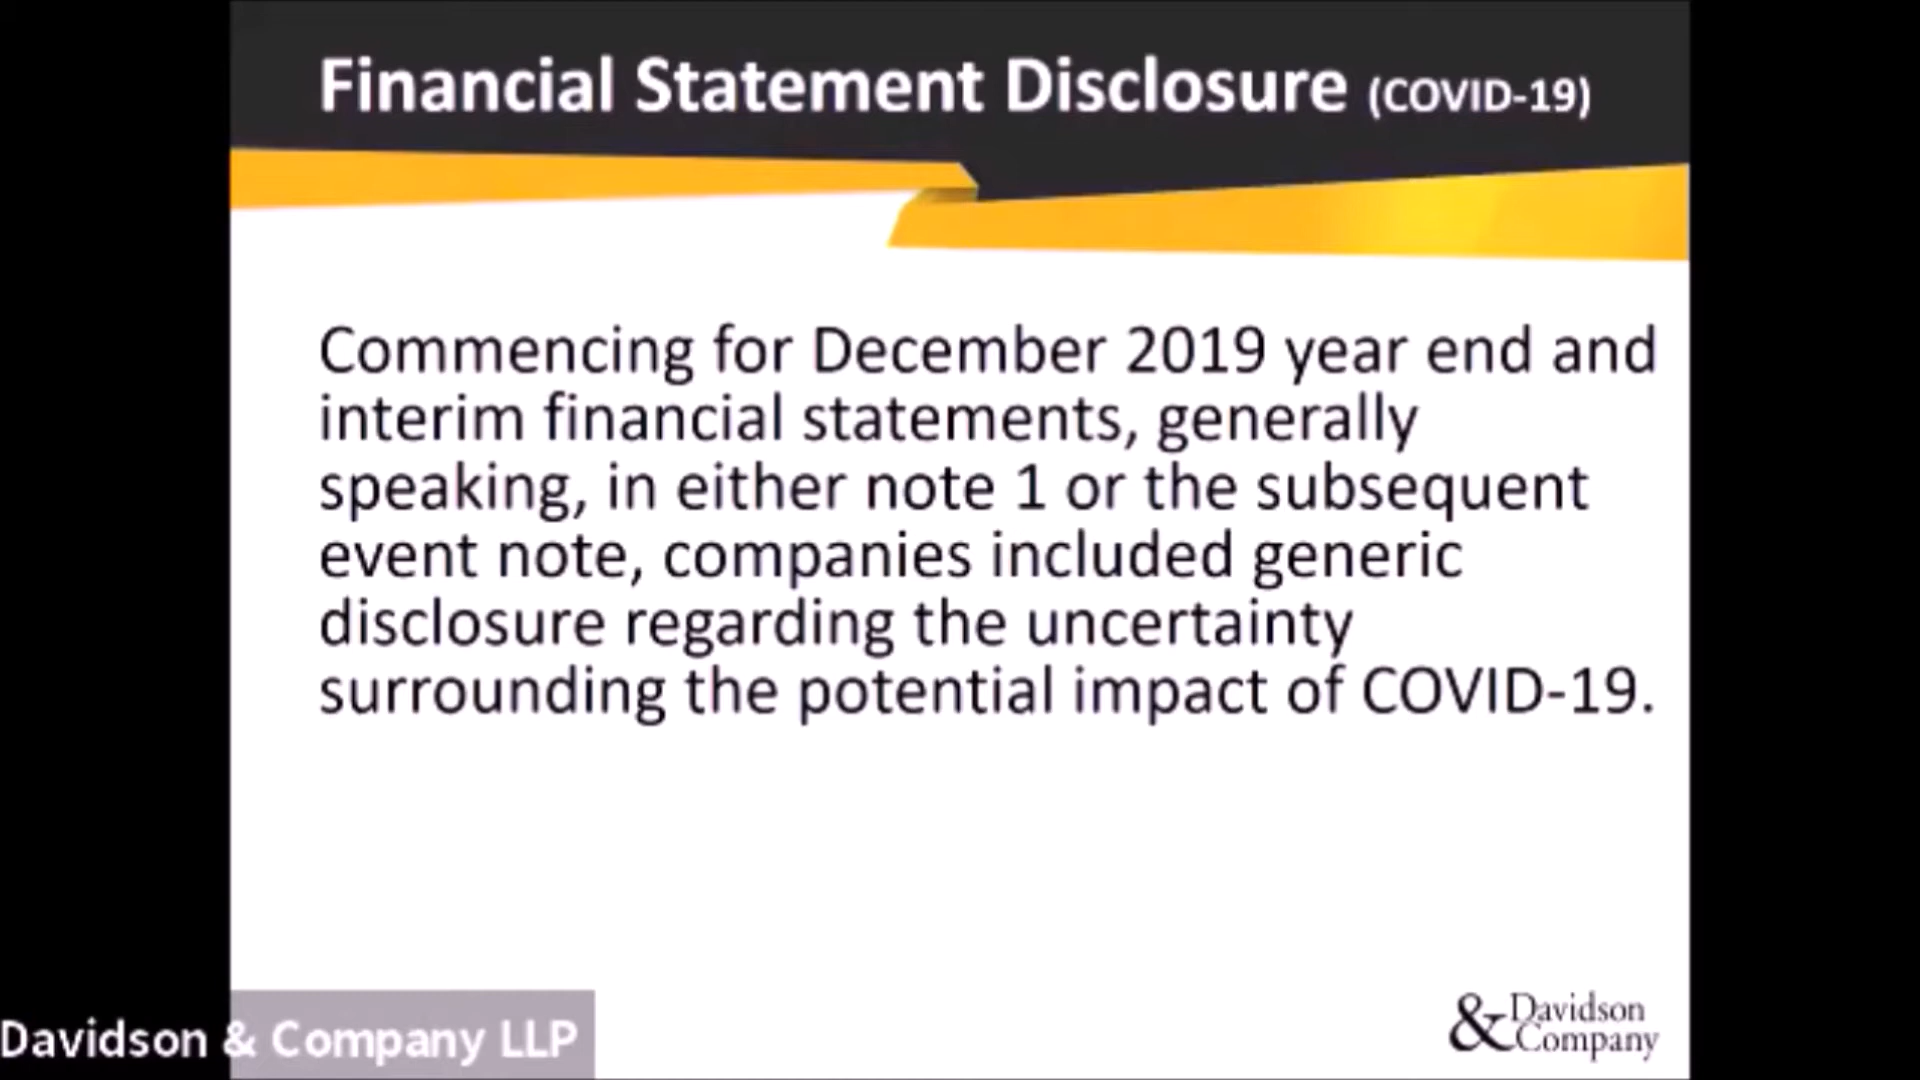 Financial Statement Disclosure (COVID-19)
Commencing for December 2019 year end and
interim financial statements, generally
speaking, in either note 1 or the subsequent
event note, companies included generic
disclosure regarding the uncertainty
surrounding the potential impact of COVID-19.
Davidson & Company LLP
& Davidson
Company